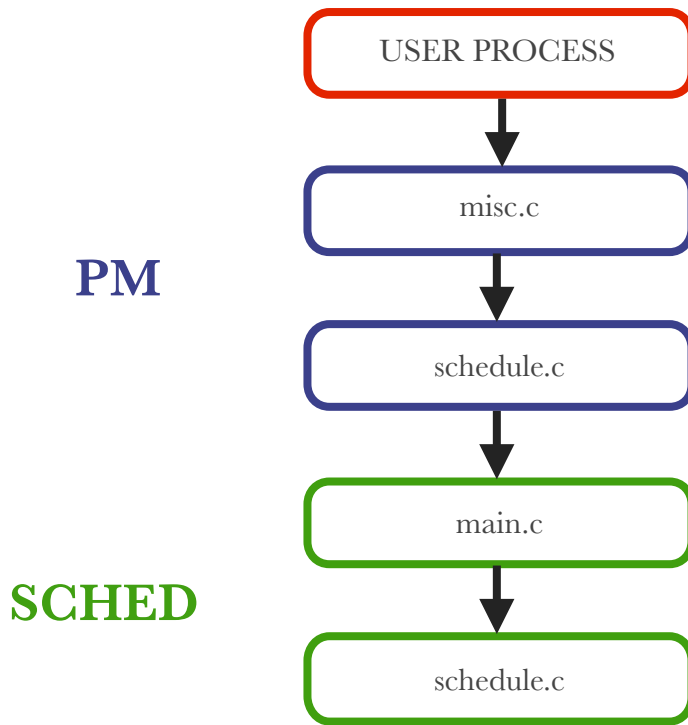 USER PROCESS
misc.c
PM
schedule.c
main.c
SCHED
schedule.c